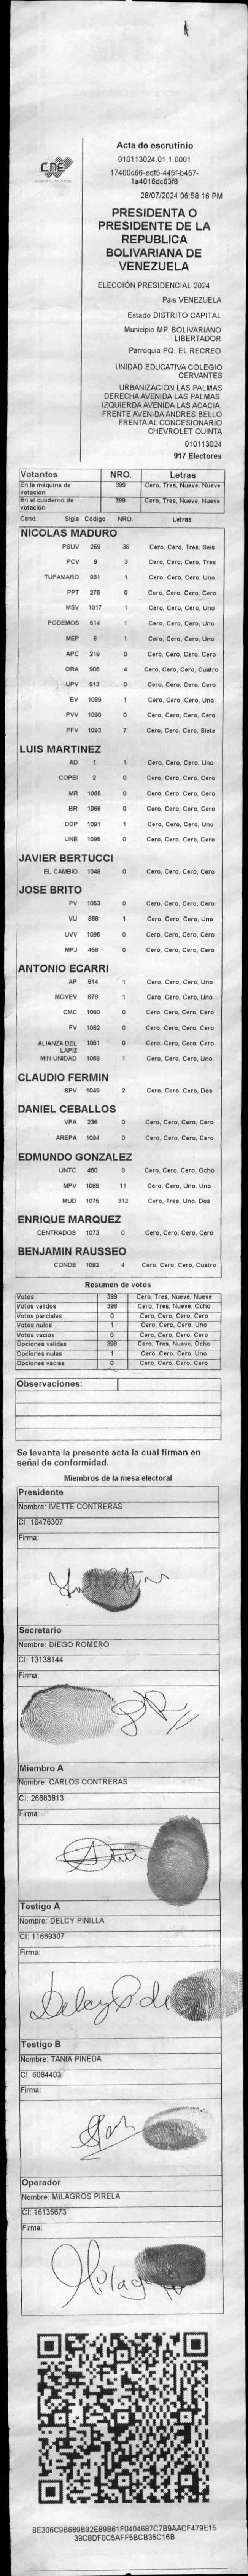 CNE
Acta de escrutinio
010113024.01.1.0001
17400c66-edf5-445f-b457-
1a4016dc63f8
28/07/2024 06:58:16 PM
PRESIDENTA O
PRESIDENTE DE LA
REPUBLICA
BOLIVARIANA DE
VENEZUELA
ELECCIÓN PRESIDENCIAL 2024
Pais VENEZUELA
Estado DISTRITO CAPITAL
Municipio MP. BOLIVARIANO
LIBERTADOR
Parroquia PQ. EL RECREO
UNIDAD EDUCATIVA COLEGIO
CERVANTES
URBANIZACION LAS PALMAS
DERECHA AVENIDA LAS PALMAS.
IZQUIERDA AVENIDA LAS ACACIA.
FRENTE AVENIDA ANDRES BELLO
FRENTA AL CONCESIONARIO
CHEVROLET QUINTA
010113024
917 Electores
Votantes NRO. Letras
En la máquina de votación 399 Cero, Tres, Nueve, Nueve
En el cuaderno de votación 399 Cero, Tres, Nueve, Nueve
Cand. Sigla Código NRO. Letras
NICOLAS MADURO
PSUV 269 36 Cero, Cero, Tres, Seis
PCV 9 3 Cero, Cero, Cero, Tres
TUPAMARO 931 1 Cero, Cero, Cero, Uno
PPT 276 0 Cero, Cero, Cero, Cero
MSV 1017 1 Cero, Cero, Cero, Uno
PODEMOS 514 1 Cero, Cero, Cero, Uno
MEP 6 1 Cero, Cero, Cero, Uno
APC 219 0 Cero, Cero, Cero, Cero
ORA 906 4 Cero, Cero, Cero, Cuatro
UPV 513 0 Cero, Cero, Cero, Cero
EV 1089 1 Cero, Cero, Cero, Uno
PVV 1090 0 Cero, Cero, Cero, Cero
PFV 1093 7 Cero, Cero, Cero, Siete
LUIS MARTINEZ
AD 1 1 Cero, Cero, Cero, Uno
COPEI 2 0 Cero, Cero, Cero, Cero
MR 1065 0 Cero, Cero, Cero, Cero
BR 1066 0 Cero, Cero, Cero, Cero
DDP 1091 1 Cero, Cero, Cero, Uno
UNE 1095 0 Cero, Cero, Cero, Cero
JAVIER BERTUCCI
EL CAMBIO 1048 0 Cero, Cero, Cero, Cero
JOSE BRITO
PV 1053 0 Cero, Cero, Cero, Cero
VU 868 1 Cero, Cero, Cero, Uno
UVV 1096 0 Cero, Cero, Cero, Cero
MPJ 458 0 Cero, Cero, Cero, Cero
ANTONIO ECARRI
AP 914 1 Cero, Cero, Cero, Uno
MOVEV 878 1 Cero, Cero, Cero, Uno
CMC 1050 0 Cero, Cero, Cero, Cero
FV 1062 0 Cero, Cero, Cero, Cero
ALIANZA DEL LAPIZ 1051 0 Cero, Cero, Cero, Cero
MIN UNIDAD 1069 1 Cero, Cero, Cero, Uno
CLAUDIO FERMIN
SPV 1049 2 Cero, Cero, Cero, Dos
DANIEL CEBALLOS
VPA 236 0 Cero, Cero, Cero, Cero
AREPA 1094 0 Cero, Cero, Cero, Cero
EDMUNDO GONZALEZ
UNTC 460 8 Cero, Cero, Cero, Ocho
MPV 1089 11 Cero, Cero, Uno, Uno
MUD 1075 312 Cero, Tres, Uno, Dos
ENRIQUE MARQUEZ
CENTRADOS 1073 0 Cero, Cero, Cero, Cero
BENJAMIN RAUSSEO
CONDE 1092 4 Cero, Cero, Cero, Cuatro
Resumen de votos
Votos 399 Cero, Tres, Nueve, Nueve
Votos validos 398 Cero, Tres, Nueve, Ocho
Votos parciales 0 Cero, Cero, Cero, Cero
Votos nulos 1 Cero, Cero, Cero, Uno
Votos vacios 0 Cero, Cero, Cero, Cero
Opciones validas 398 Cero, Tres, Nueve, Ocho
Opciones nulas 1 Cero, Cero, Cero, Uno
Opciones vacias 0 Cero, Cero, Cero, Cero
Observaciones:
Se levanta la presente acta la cual firman en
señal de conformidad.
Miembros de la mesa electoral
Presidente
Nombre: IVETTE CONTRERAS
CI: 10476307
Firma:
Secretario
Nombre: DIEGO ROMERO
CI: 13138144
Firma:
Miembro A
Nombre: CARLOS CONTRERAS
CI: 26683813
Firma:
Testigo A
Nombre: DELCY PINILLA
CI: 11669307
Firma:
Testigo B
Nombre: TANIA PINEDA
CI: 6084403
Firma:
Operador
Nombre: MILAGROS PIRELA
CI: 16135673
Firma:
8E306C9B689B92E89B61F0404687C7B9AACF479E15
39C8DF0C5AFF5BCB35C16B